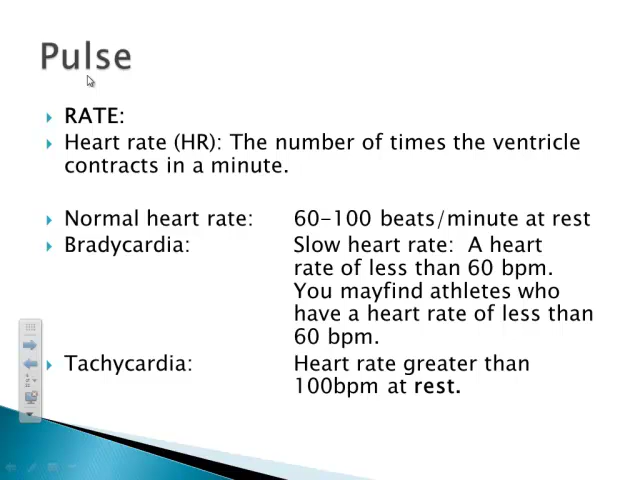 Pulse
RATE:
Heart rate (HR): The number of times the ventricle
contracts in a minute.
Normal heart rate: 60-100 beats/minute at rest
Bradycardia: Slow heart rate: A heart
rate of less than 60 bpm.
You mayfind athletes who
have a heart rate of less than
60 bpm.
Tachycardia: Heart rate greater than
100bpm at rest.